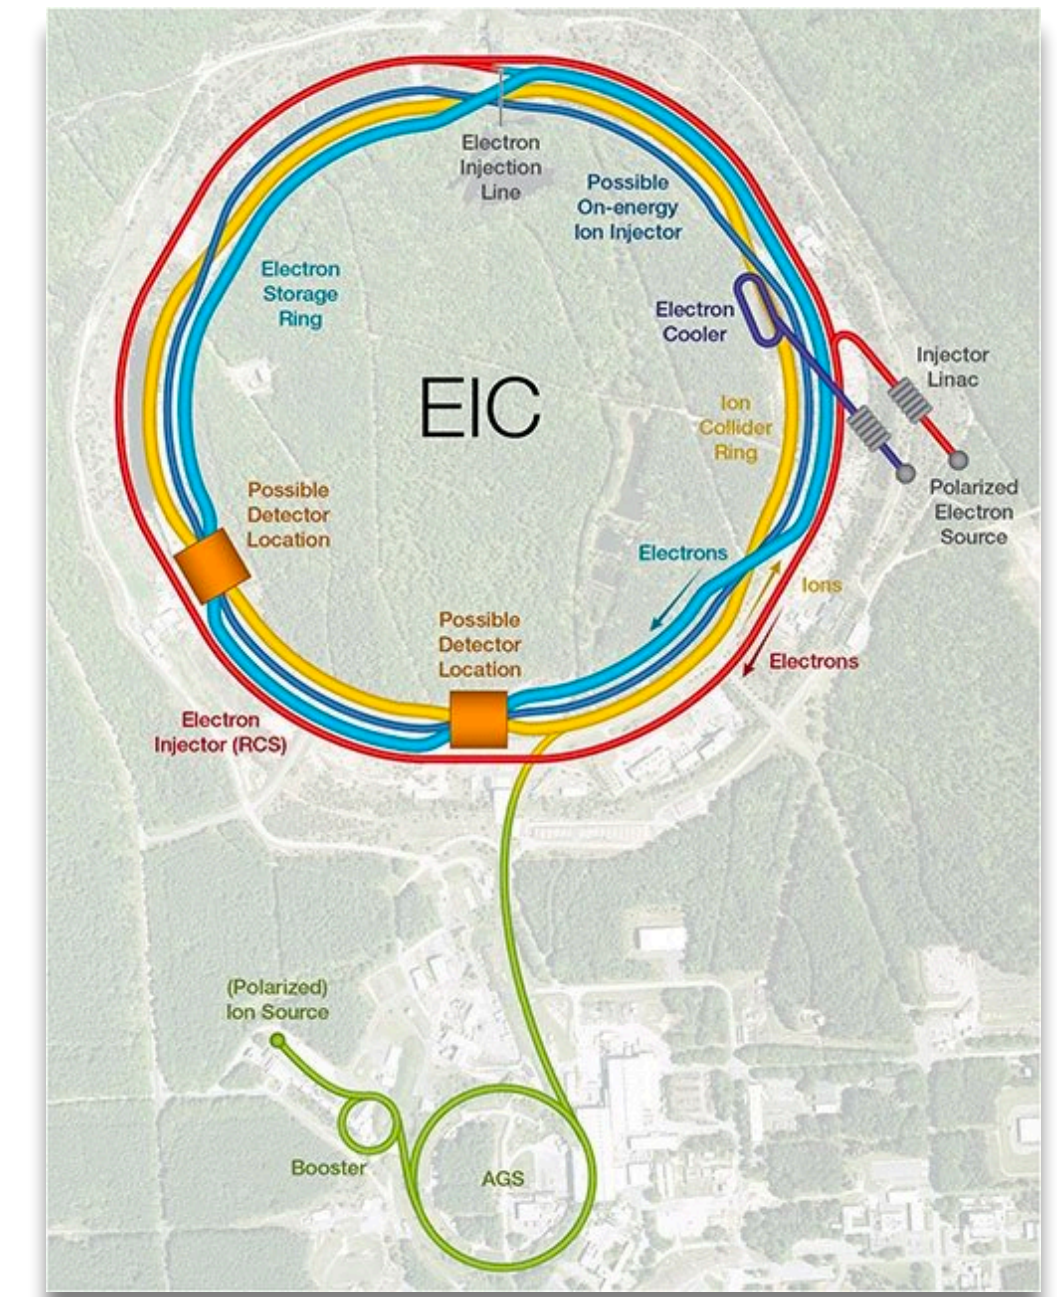 Electron
Injection
Line
Possible
On-energy
Ion Injector
Electron
Storage
Ring
Electron
Cooler
Injector
Linac
EIC
Ion
Collider
Ring
Polarized
Electron
Source
Possible
Detector
Location
Electrons
Ions
Possible
Detector
Location
Electrons
Electron
Injector (RCS)
(Polarized)
Ion Source
Booster
AGS